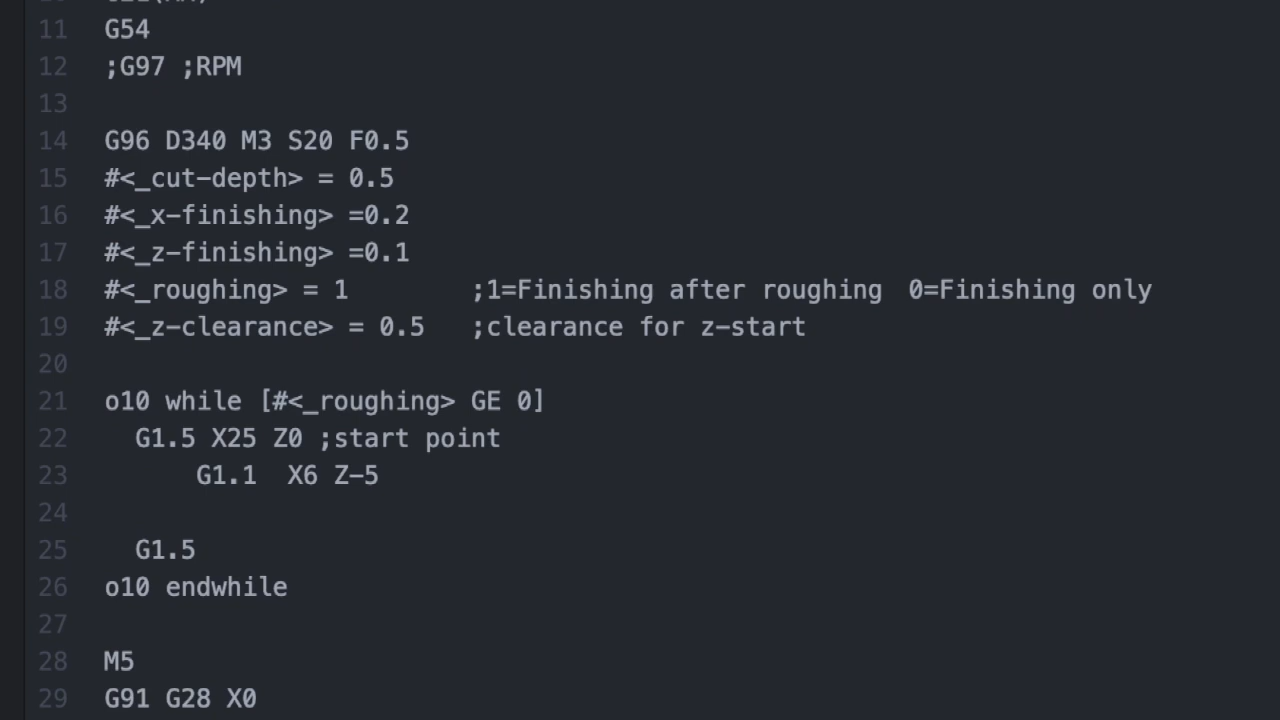 11 G54
12 ;G97 ;RPM
13
14 G96 D340 M3 S20 F0.5
15 #<_cut-depth> = 0.5
16 #<_x-finishing> =0.2
17 #<_z-finishing> =0.1
18 #<_roughing> = 1 ;1=Finishing after roughing 0=Finishing only
19 #<_z-clearance> = 0.5 ;clearance for z-start
20
21 o10 while [#<_roughing> GE 0]
22 G1.5 X25 Z0 ;start point
23 G1.1 X6 Z-5
24
25 G1.5
26 o10 endwhile
27
28 M5
29 G91 G28 X0